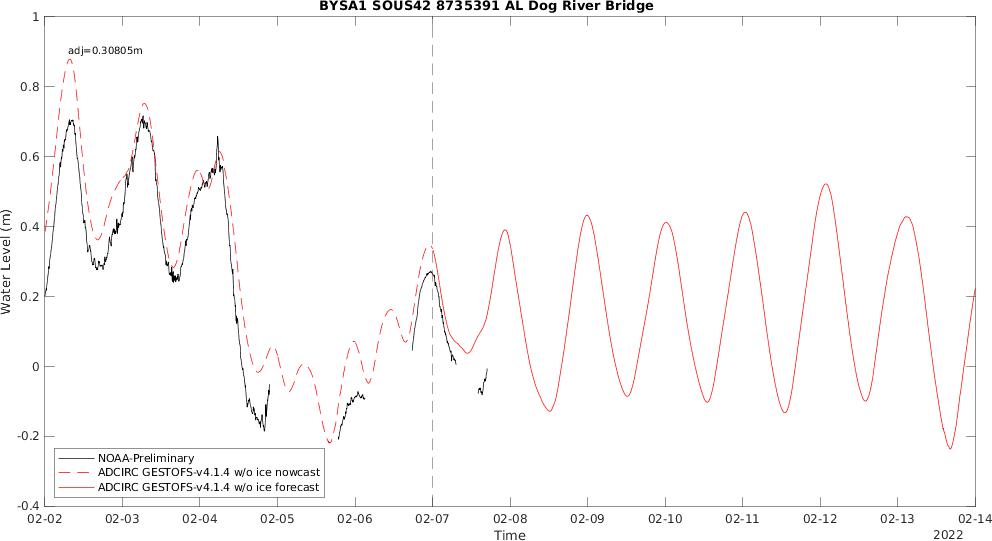 BYSA1 SOUS42 8735391 AL Dog River Bridge
adj=0.30805m
Water Level (m)
1
0.8
0.6
0.4
0.2
0
-0.2
-0.4
NOAA-Preliminary
ADCIRC GESTOFS-v4.1.4 w/o ice nowcast
ADCIRC GESTOFS-v4.1.4 w/o ice forecast
02-02 02-03 02-04 02-05 02-06 02-07 02-08 02-09 02-10 02-11 02-12 02-13 02-14
Time
2022